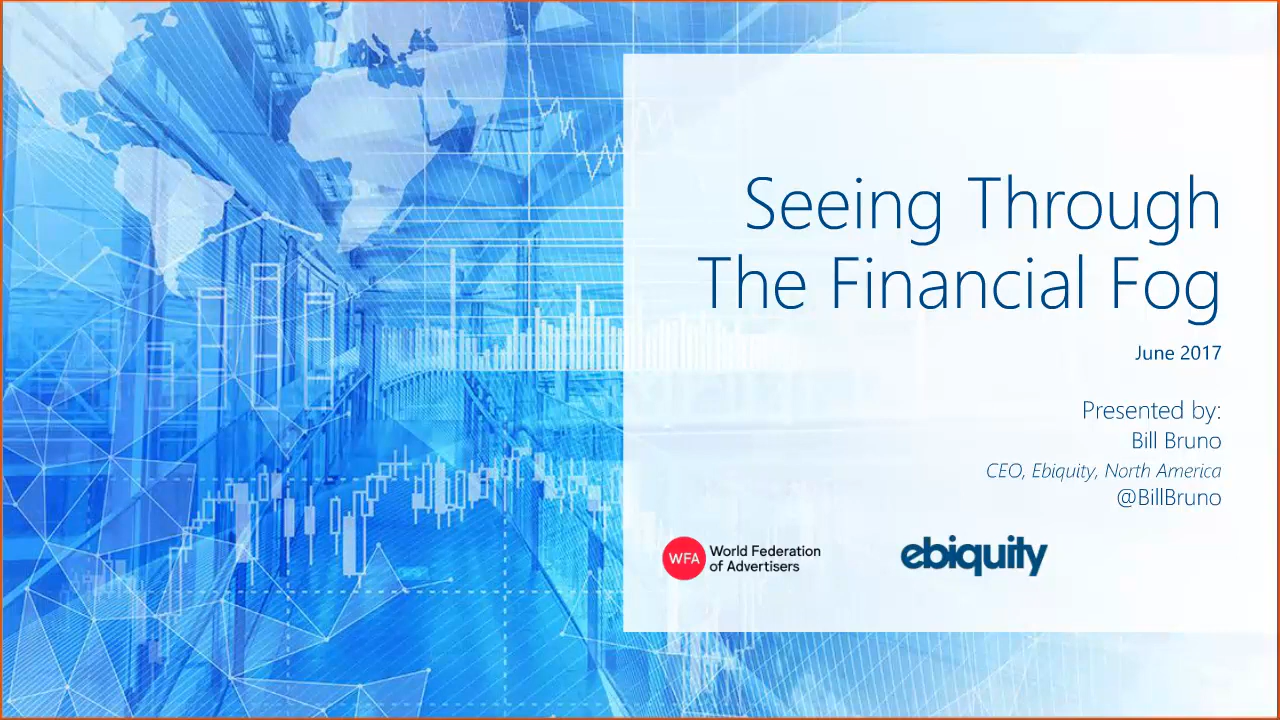 Seeing Through
The Financial Fog
June 2017
Presented by:
Bill Bruno
CEO, Ebiquity, North America
@BillBruno
WFA World Federation
of Advertisers
ebiquity